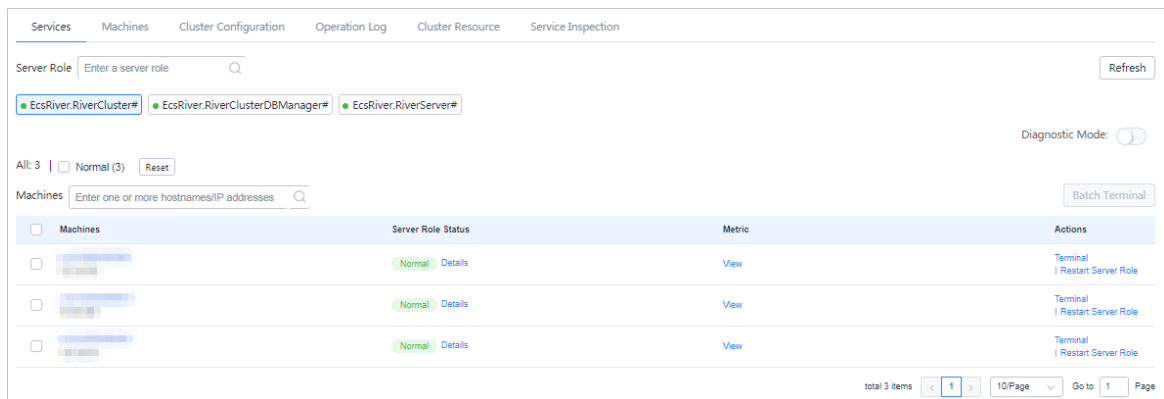 Services Machines Cluster Configuration Operation Log Cluster Resource Service Inspection
Server Role Enter a server role Refresh
EcsRiver.RiverCluster# EcsRiver.RiverClusterDBManager# EcsRiver.RiverServer#
Diagnostic Mode:
All: 3 | Normal (3) Reset
Machines Enter one or more hostnames/IP addresses Batch Terminal
Machines Server Role Status Metric Actions
Normal Details View Terminal
| Restart Server Role
Normal Details View Terminal
| Restart Server Role
Normal Details View Terminal
| Restart Server Role
total 3 items < 1 > 10/Page Go to 1 Page